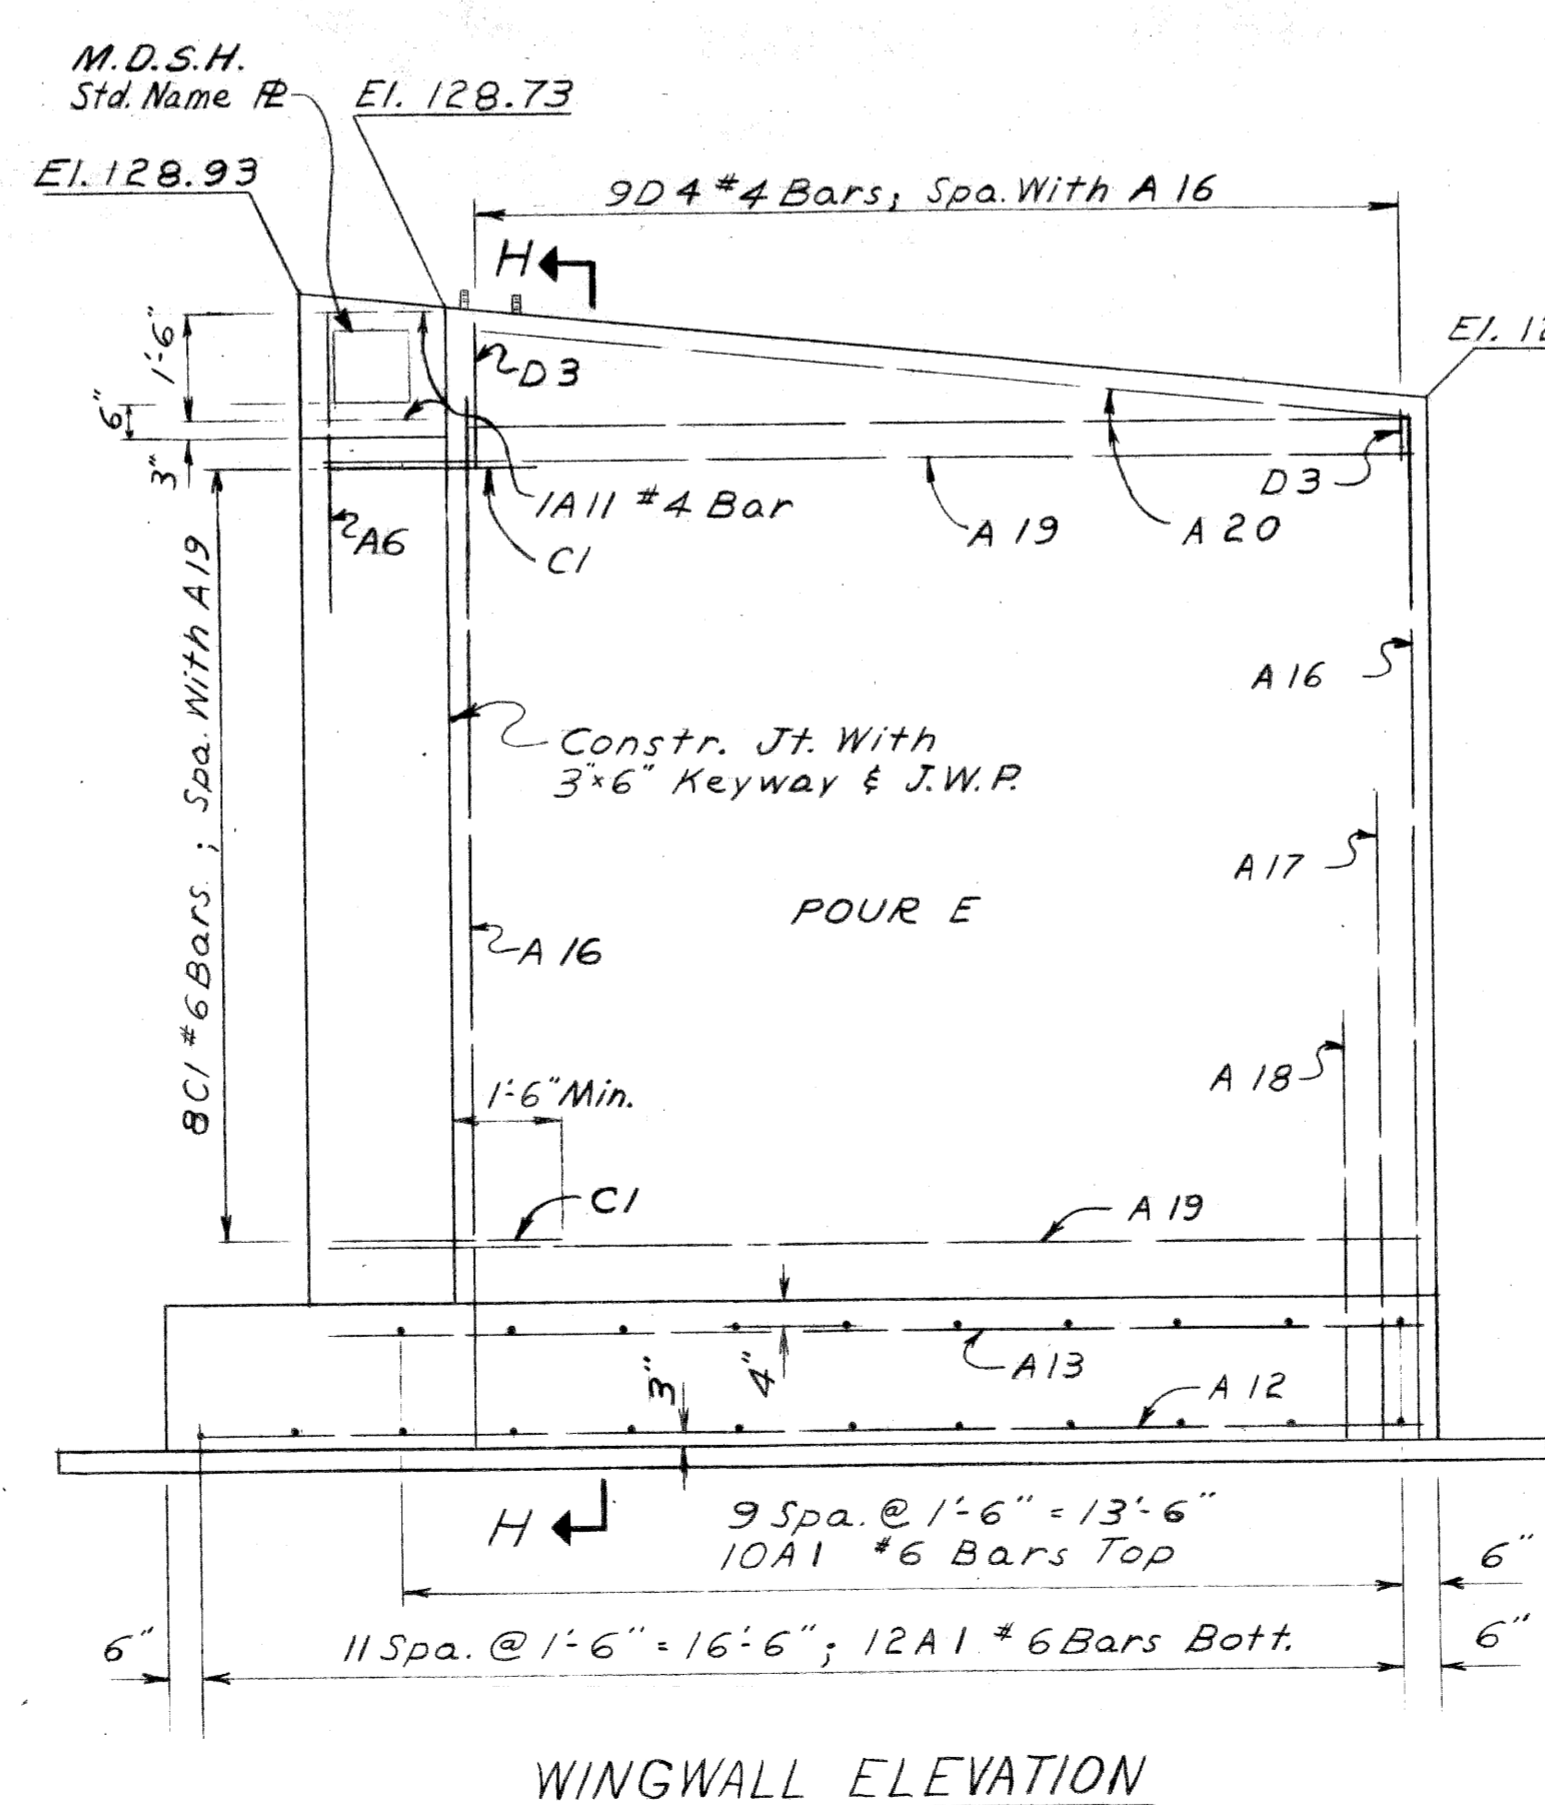 M.D.S.H.
Std. Name PL
El. 128.73
El. 128.93
9D4 #4 Bars; Spa. With A16
H
El. 12
1'-6"
6"
3"
D3
D3
1A11 #4 Bar
A19
A20
A6
C1
8C1 #6 Bars.; Spa. With A19
A16
Constr. Jt. With
3"x6" Keyway & J.W.P.
A17
POUR E
A16
A18
1'-6" Min.
C1
A19
3"
4"
A13
A12
H
9 Spa. @ 1'-6" = 13'-6"
10A1 #6 Bars Top
6"
6"
11 Spa. @ 1'-6" = 16'-6"; 12A1 #6 Bars Bott.
6"
WINGWALL ELEVATION